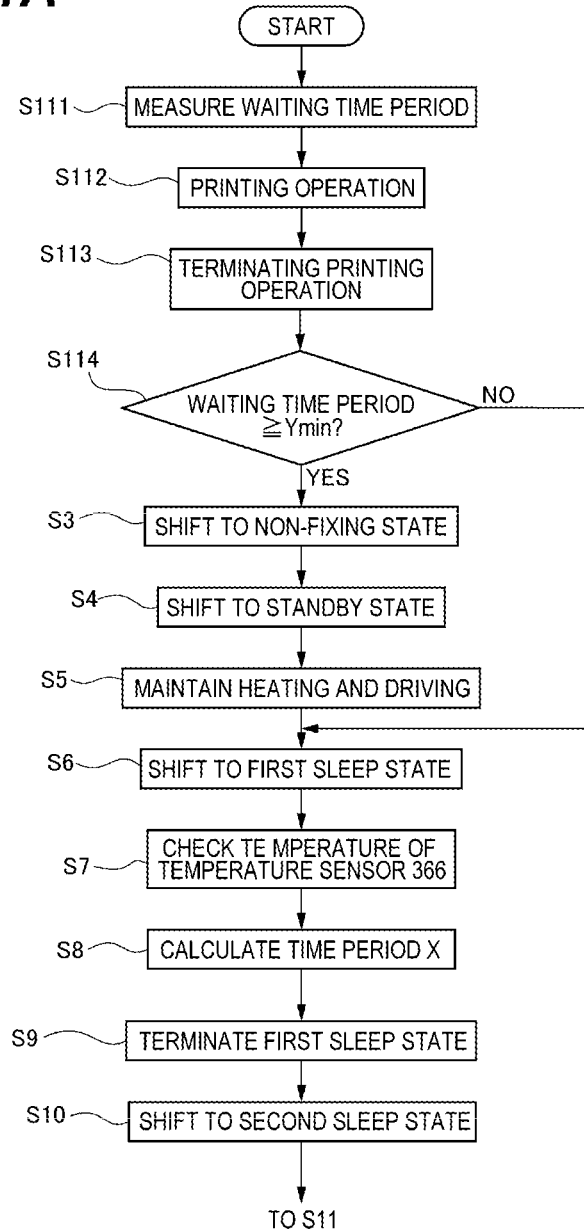 START
S111
MEASURE WAITING TIME PERIOD
S112
PRINTING OPERATION
S113
TERMINATING PRINTING
OPERATION
S114
WAITING TIME PERIOD
≧Ymin?
NO
YES
S3
SHIFT TO NON-FIXING STATE
S4
SHIFT TO STANDBY STATE
S5
MAINTAIN HEATING AND DRIVING
S6
SHIFT TO FIRST SLEEP STATE
S7
CHECK TE MPERATURE OF
TEMPERATURE SENSOR 366
S8
CALCULATE TIME PERIOD X
S9
TERMINATE FIRST SLEEP STATE
S10
SHIFT TO SECOND SLEEP STATE
TO S11